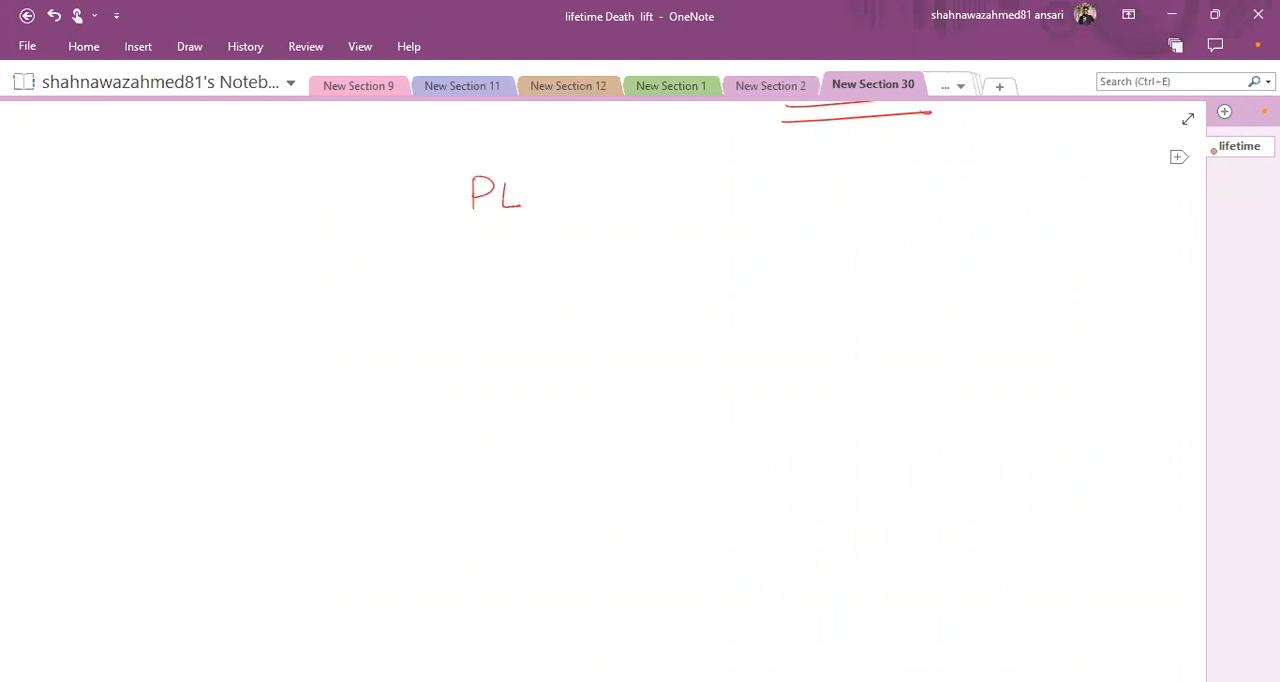 lifetime Death lift - OneNote
shahnawazahmed81 ansari
File Home Insert Draw History Review View Help
shahnawazahmed81's Noteb...
New Section 9
New Section 11
New Section 12
New Section 1
New Section 2
New Section 30
...
Search (Ctrl+E)
lifetime
PL